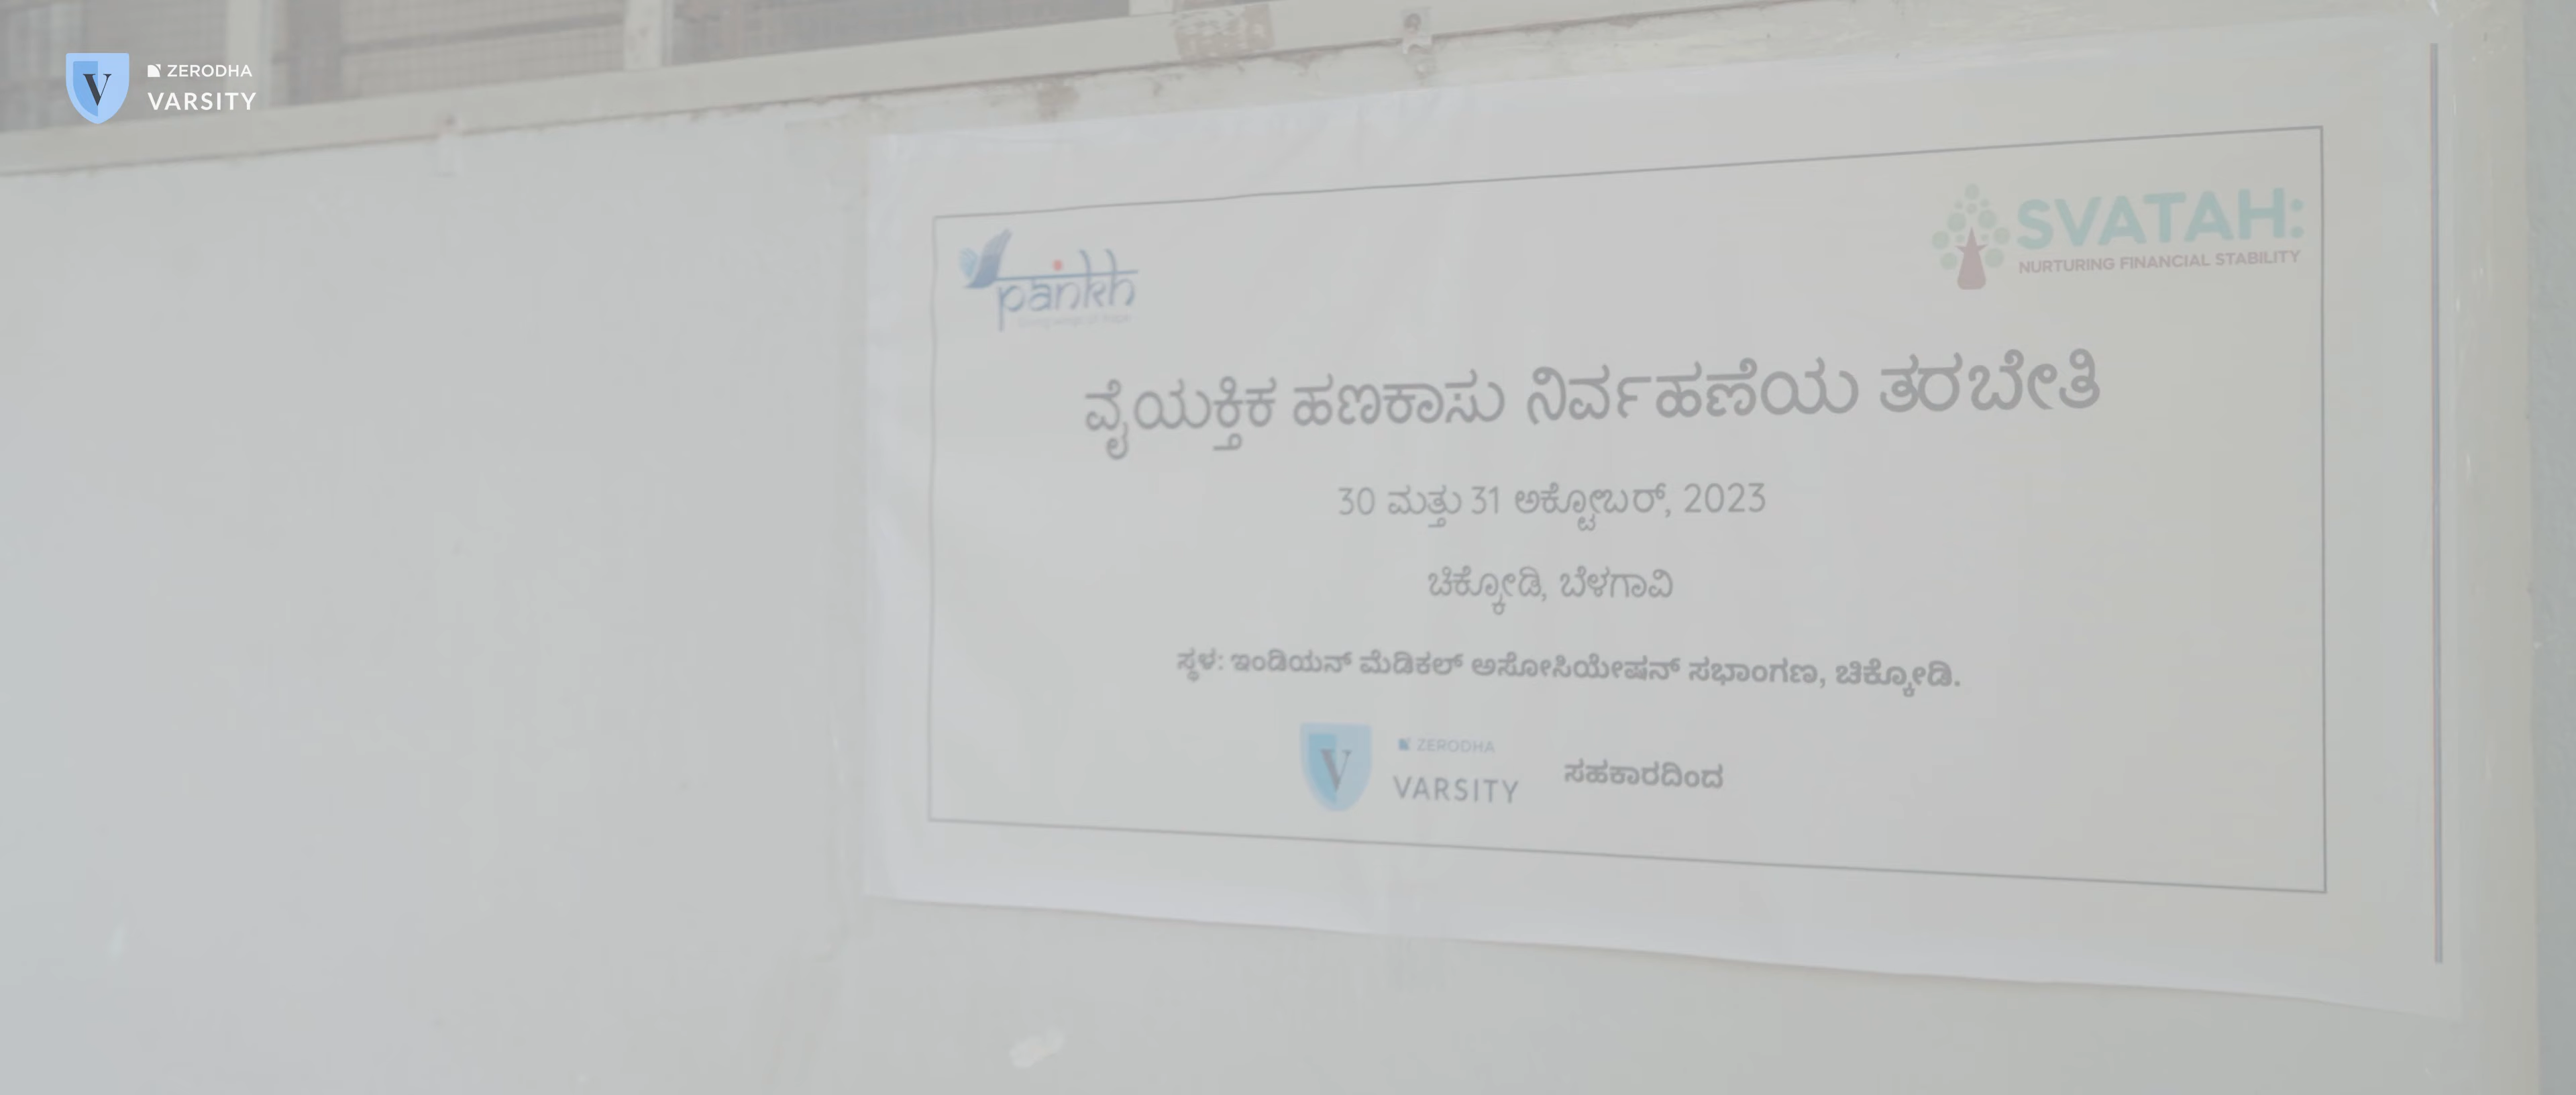 ZERODHA
VARSITY
pankh
SVATAH:
NURTURING FINANCIAL STABILITY
ವೈಯಕ್ತಿಕ ಹಣಕಾಸು ನಿರ್ವಹಣೆಯ ತರಬೇತಿ
30 ಮತ್ತು 31 ಅಕ್ಟೋಬರ್, 2023
ಚಿಕ್ಕೋಡಿ, ಬೆಳಗಾವಿ
ಸ್ಥಳ: ಇಂಡಿಯನ್ ಮೆಡಿಕಲ್ ಅಸೋಸಿಯೇಷನ್ ಸಭಾಂಗಣ, ಚಿಕ್ಕೋಡಿ.
ZERODHA
VARSITY ಸಹಕಾರದಿಂದ